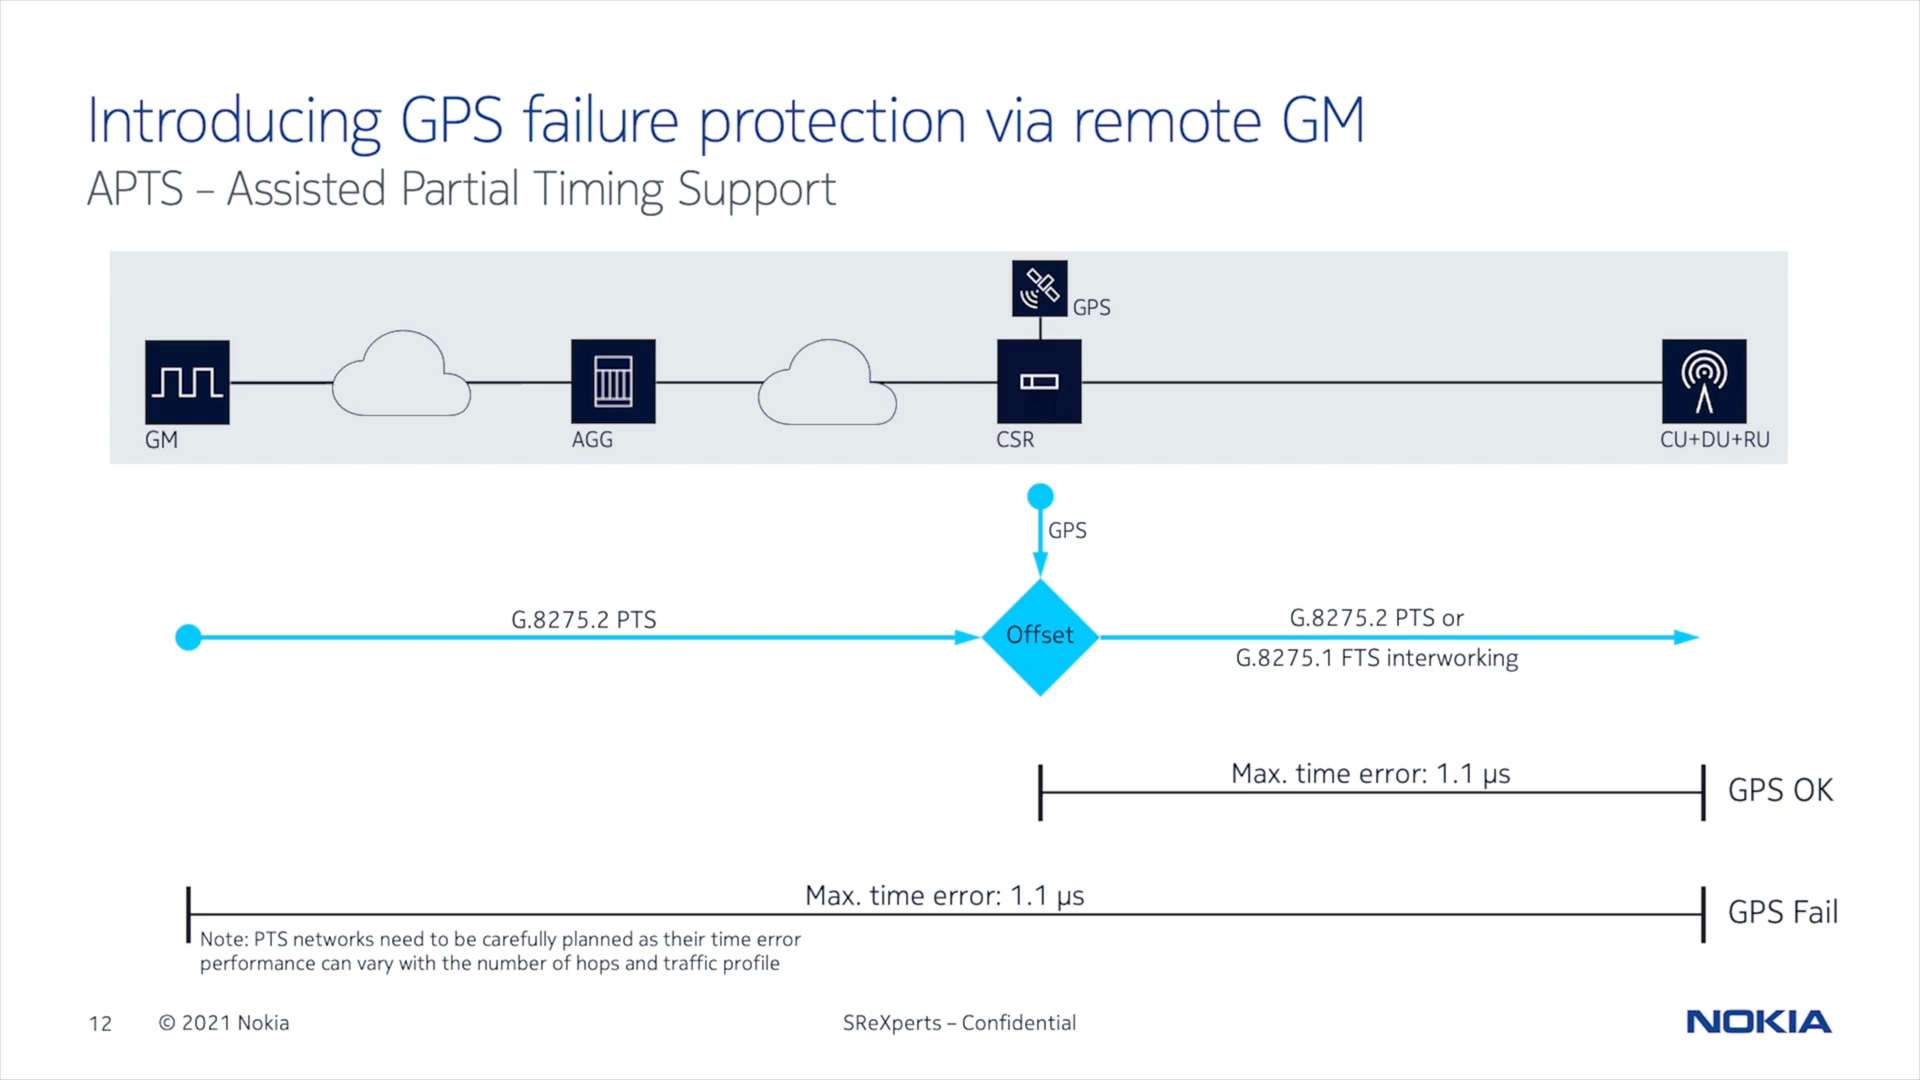 Introducing GPS failure protection via remote GM
APTS – Assisted Partial Timing Support
GPS
GM
AGG
CSR
CU+DU+RU
GPS
G.8275.2 PTS
Offset
G.8275.2 PTS or
G.8275.1 FTS interworking
Max. time error: 1.1 µs
GPS OK
Max. time error: 1.1 µs
GPS Fail
Note: PTS networks need to be carefully planned as their time error
performance can vary with the number of hops and traffic profile
12 © 2021 Nokia
SReXperts – Confidential
NOKIA